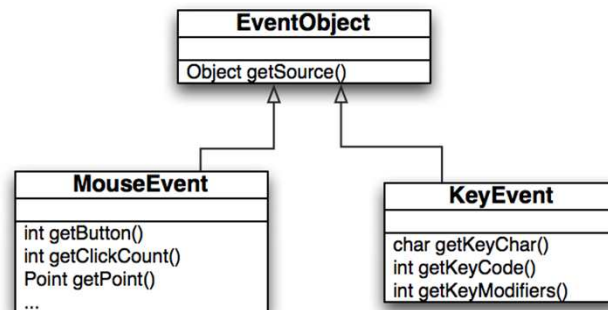 EventObject
Object getSource()
MouseEvent
int getButton()
int getClickCount()
Point getPoint()
...
KeyEvent
char getKeyChar()
int getKeyCode()
int getKeyModifiers()